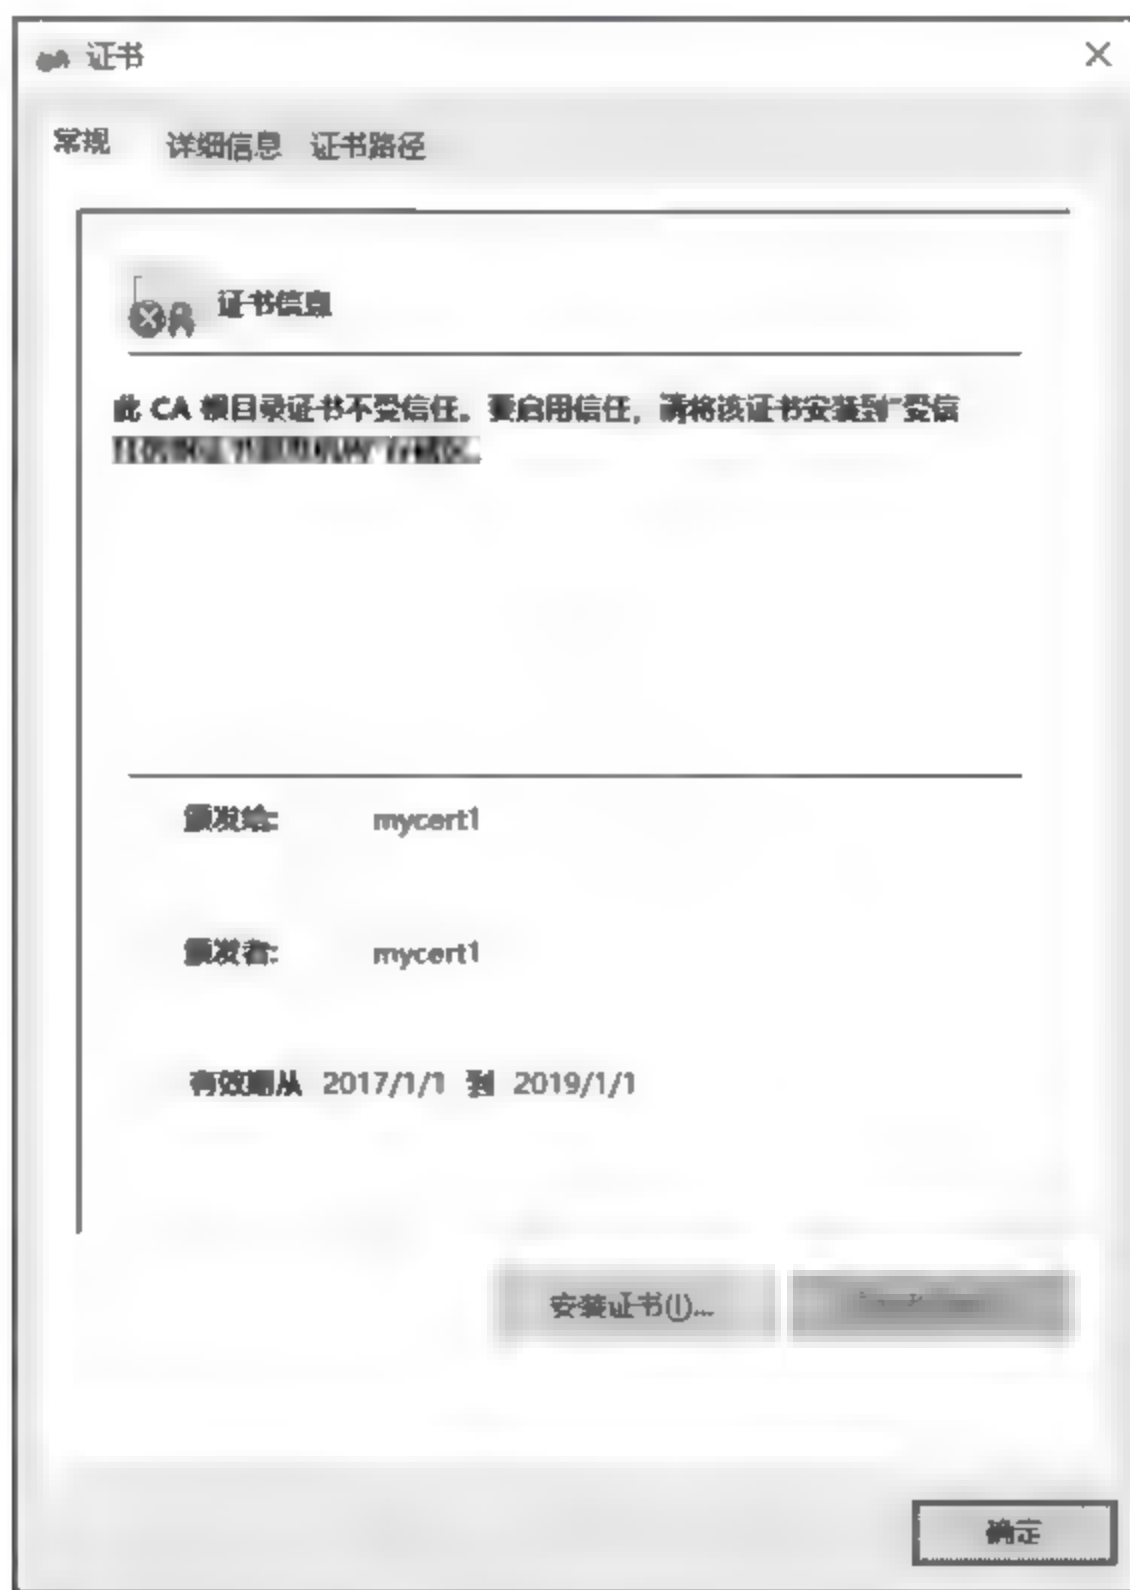 证书
常规 详细信息 证书路径
证书信息
此 CA 根目录证书不受信任。要启用信任，请将该证书安装到"受信
颁发给: mycert1
颁发者: mycert1
有效期从 2017/1/1 到 2019/1/1
安装证书(I)...
确定